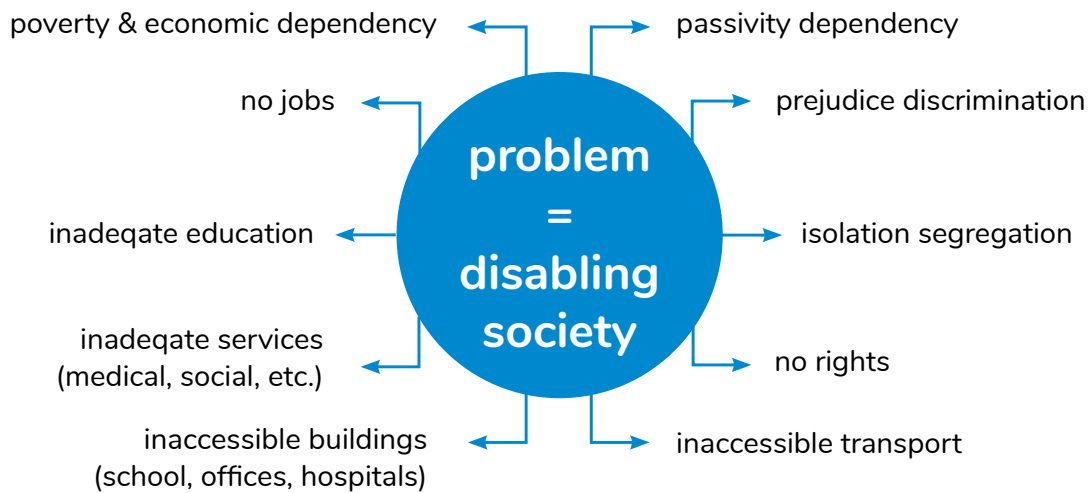 poverty & economic dependency
passivity dependency
no jobs
prejudice discrimination
problem
=
disabling
society
inadeqate education
isolation segregation
inadeqate services
(medical, social, etc.)
no rights
inaccessible buildings
(school, offices, hospitals)
inaccessible transport